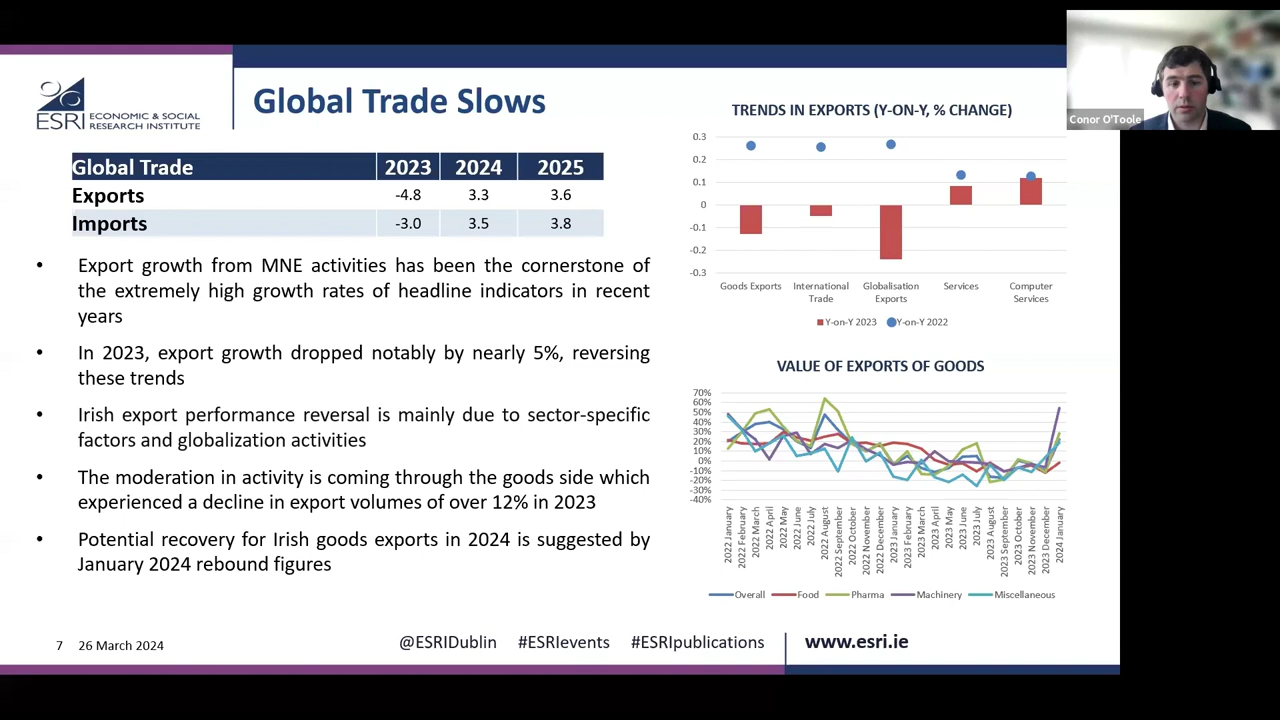 Global Trade Slows
ESRI ECONOMIC & SOCIAL
RESEARCH INSTITUTE
Global Trade 2023 2024 2025
Exports -4.8 3.3 3.6
Imports -3.0 3.5 3.8
• Export growth from MNE activities has been the cornerstone of
the extremely high growth rates of headline indicators in recent
years
• In 2023, export growth dropped notably by nearly 5%, reversing
these trends
• Irish export performance reversal is mainly due to sector-specific
factors and globalization activities
• The moderation in activity is coming through the goods side which
experienced a decline in export volumes of over 12% in 2023
• Potential recovery for Irish goods exports in 2024 is suggested by
January 2024 rebound figures
TRENDS IN EXPORTS (Y-ON-Y, % CHANGE)
0.3
0.2
0.1
0
-0.1
-0.2
-0.3
Goods Exports International Globalisation Services Computer
Trade Exports Services
Y-on-Y 2023 Y-on-Y 2022
VALUE OF EXPORTS OF GOODS
70%
60%
50%
40%
30%
20%
10%
0%
-10%
-20%
-30%
-40%
2022 January
2022 February
2022 March
2022 April
2022 May
2022 June
2022 July
2022 August
2022 September
2022 October
2022 November
2022 December
2023 January
2023 February
2023 March
2023 April
2023 May
2023 June
2023 July
2023 August
2023 September
2023 October
2023 November
2023 December
2024 January
Overall Food Pharma Machinery Miscellaneous
7 26 March 2024
@ESRIDublin #ESRIevents #ESRIpublications www.esri.ie
Conor O'Toole